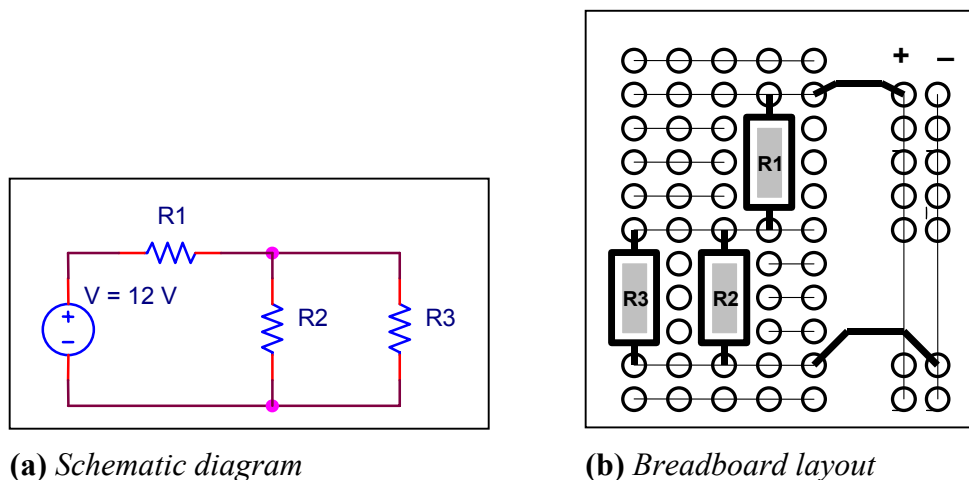 R1
V = 12 V
+
−
R2
R3
(a) Schematic diagram
+ −
R1
R3
R2
(b) Breadboard layout